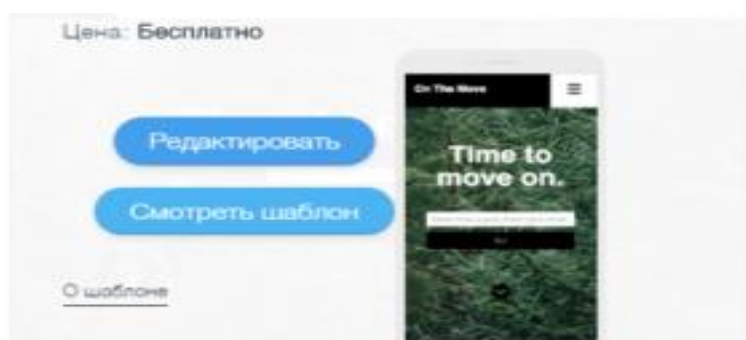 Цена: Бесплатно
Редактировать
Смотреть шаблон
О шаблоне
On The Move
Time to
move on.